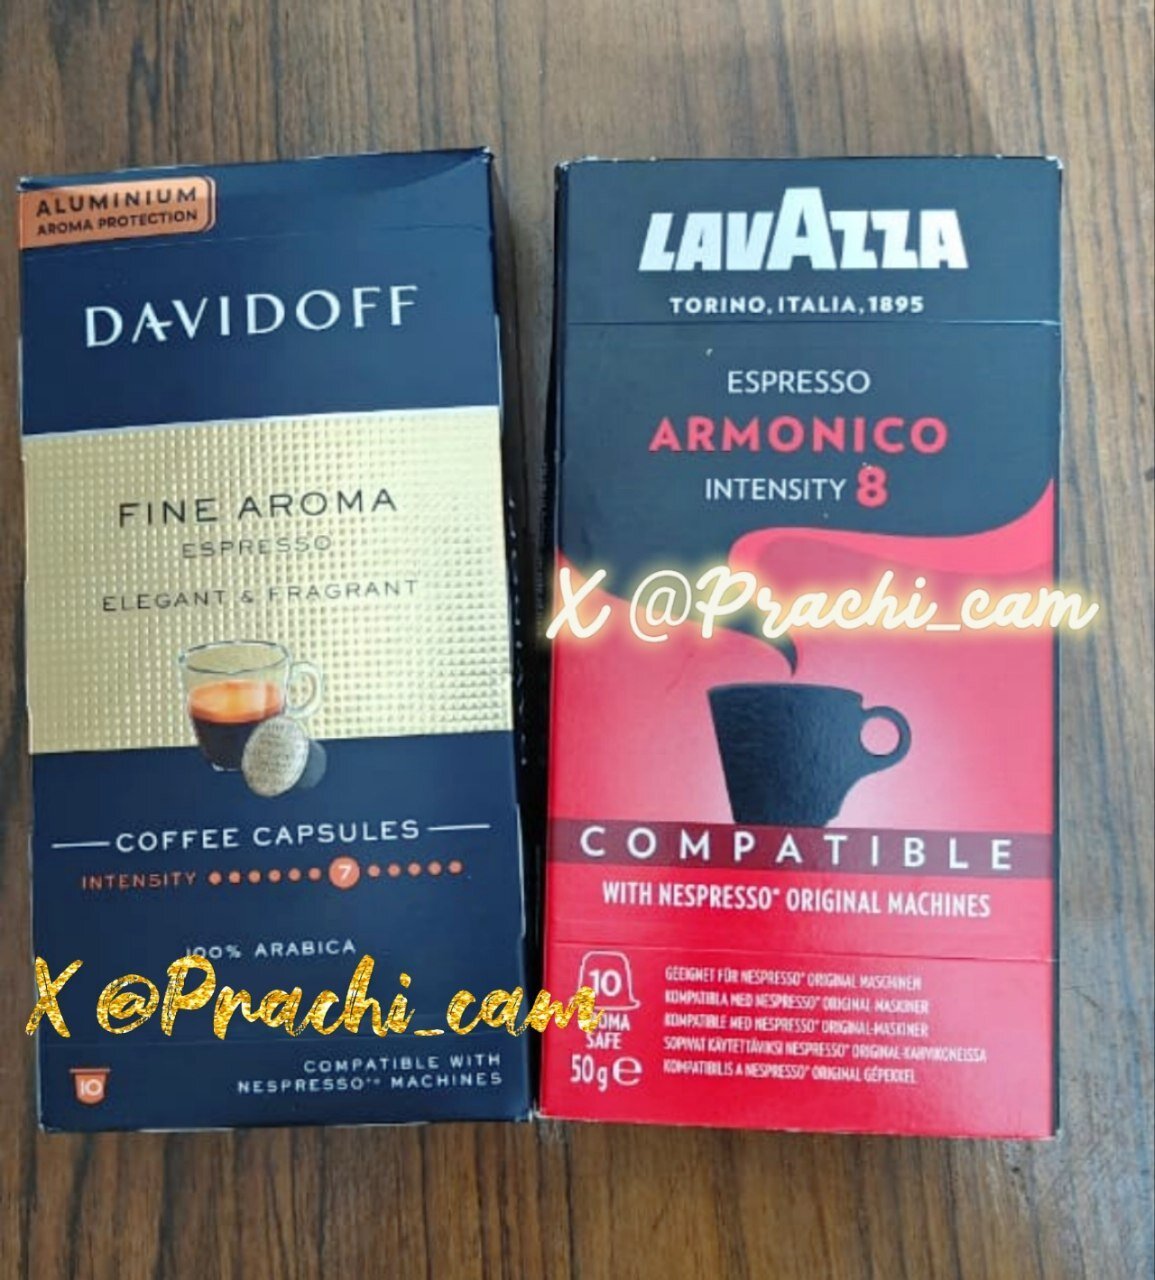 ALUMINIUM
AROMA PROTECTION
DAVIDOFF
FINE AROMA
ESPRESSO
ELEGANT & FRAGRANT
COFFEE CAPSULES
INTENSITY 7
100% ARABICA
X @Prachi_cam
10
COMPATIBLE WITH
NESPRESSO** MACHINES
LAVAZZA
TORINO, ITALIA, 1895
ESPRESSO
ARMONICO
INTENSITY 8
X @Prachi_cam
COMPATIBLE
WITH NESPRESSO* ORIGINAL MACHINES
10
SAFE
50 g e
GEEIGNET FÜR NESPRESSO* ORIGINAL MASCHINEN
KOMPATIBLA MED NESPRESSO* ORIGINAL MASKINER
KOMPATIBLE MED NESPRESSO* ORIGINAL-MASKINER
SOPIVAT KÄYTETTÄVIKSI NESPRESSO* ORIGINAL-KAHVIKONEISSA
KOMPATIBILIS A NESPRESSO* ORIGINAL GÉPEKKEL